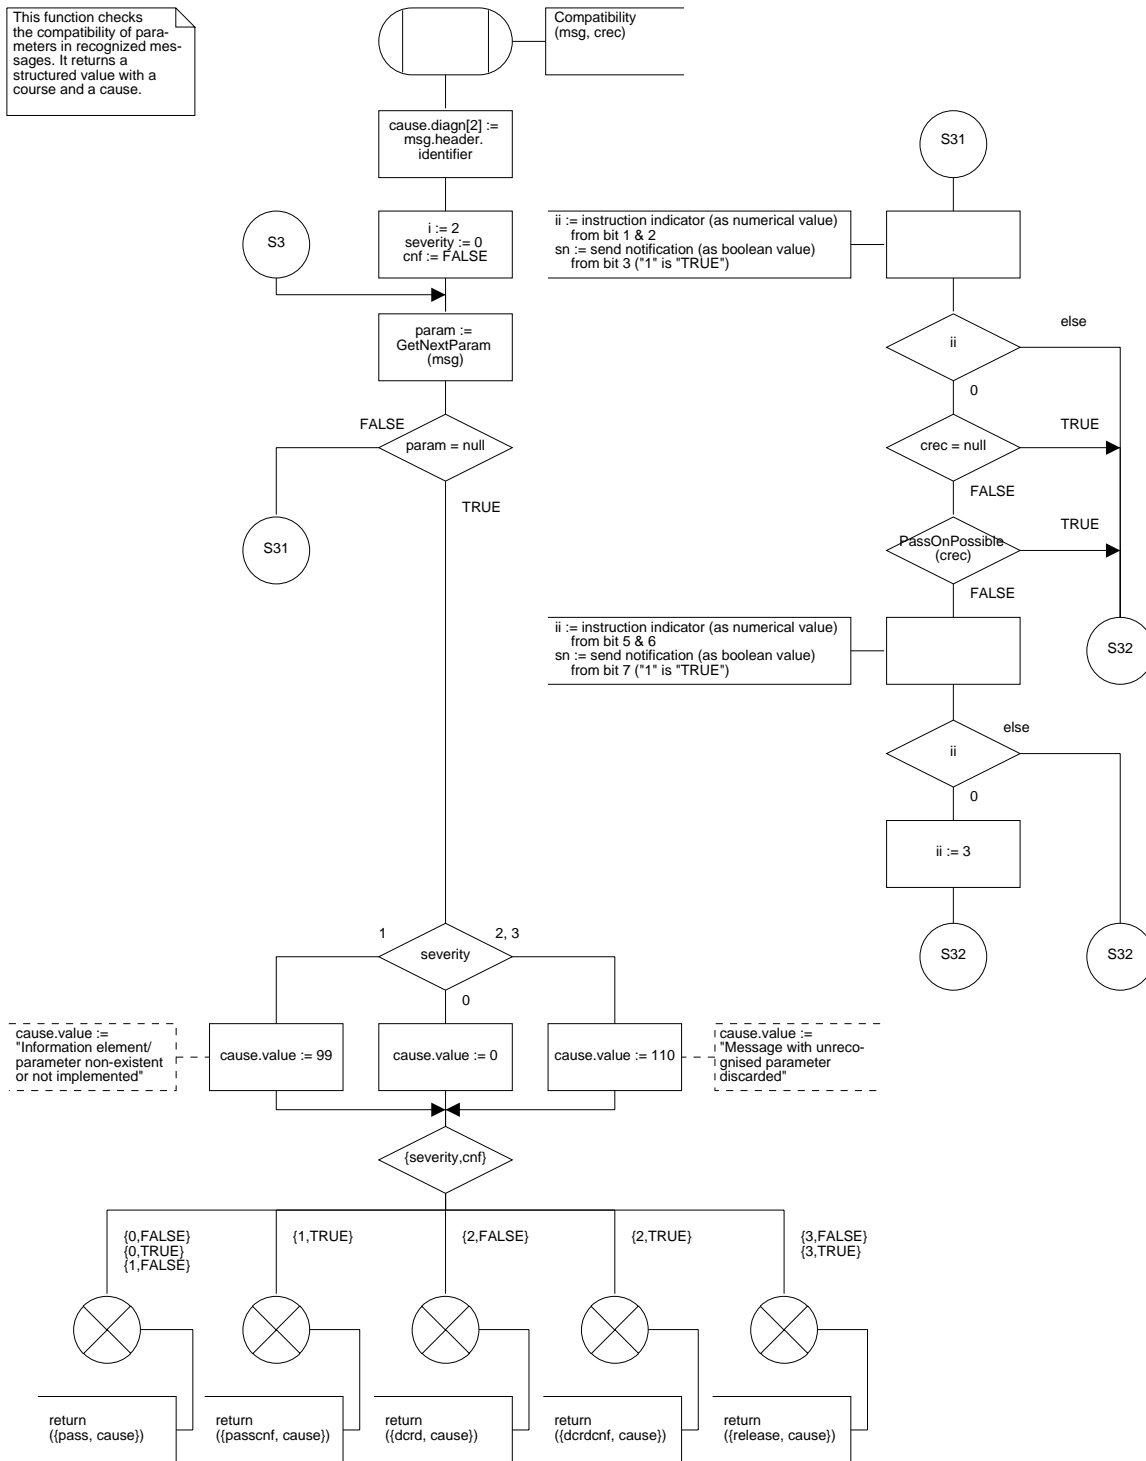 This function checks
the compatibility of para-
meters in recognized mes-
sages. It returns a
structured value with a
course and a cause.
Compatibility
(msg, crec)
cause.diagn[2] :=
msg.header.
identifier
i := 2
severity := 0
cnf := FALSE
S3
param :=
GetNextParam
(msg)
FALSE
param = null
TRUE
S31
S31
ii := instruction indicator (as numerical value)
from bit 1 & 2
sn := send notification (as boolean value)
from bit 3 ("1" is "TRUE")
ii
else
0
crec = null
TRUE
FALSE
PassOnPossible
(crec)
TRUE
FALSE
ii := instruction indicator (as numerical value)
from bit 5 & 6
sn := send notification (as boolean value)
from bit 7 ("1" is "TRUE")
S32
ii
else
0
ii := 3
S32
S32
1
severity
2, 3
0
cause.value :=
"Information element/
parameter non-existent
or not implemented"
cause.value := 99
cause.value := 0
cause.value := 110
cause.value :=
"Message with unreco-
gnised parameter
discarded"
{severity,cnf}
{0,FALSE}
{0,TRUE}
{1,FALSE}
{1,TRUE}
{2,FALSE}
{2,TRUE}
{3,FALSE}
{3,TRUE}
return
({pass, cause})
return
({passcnf, cause})
return
({dcrd, cause})
return
({dcrdcnf, cause})
return
({release, cause})